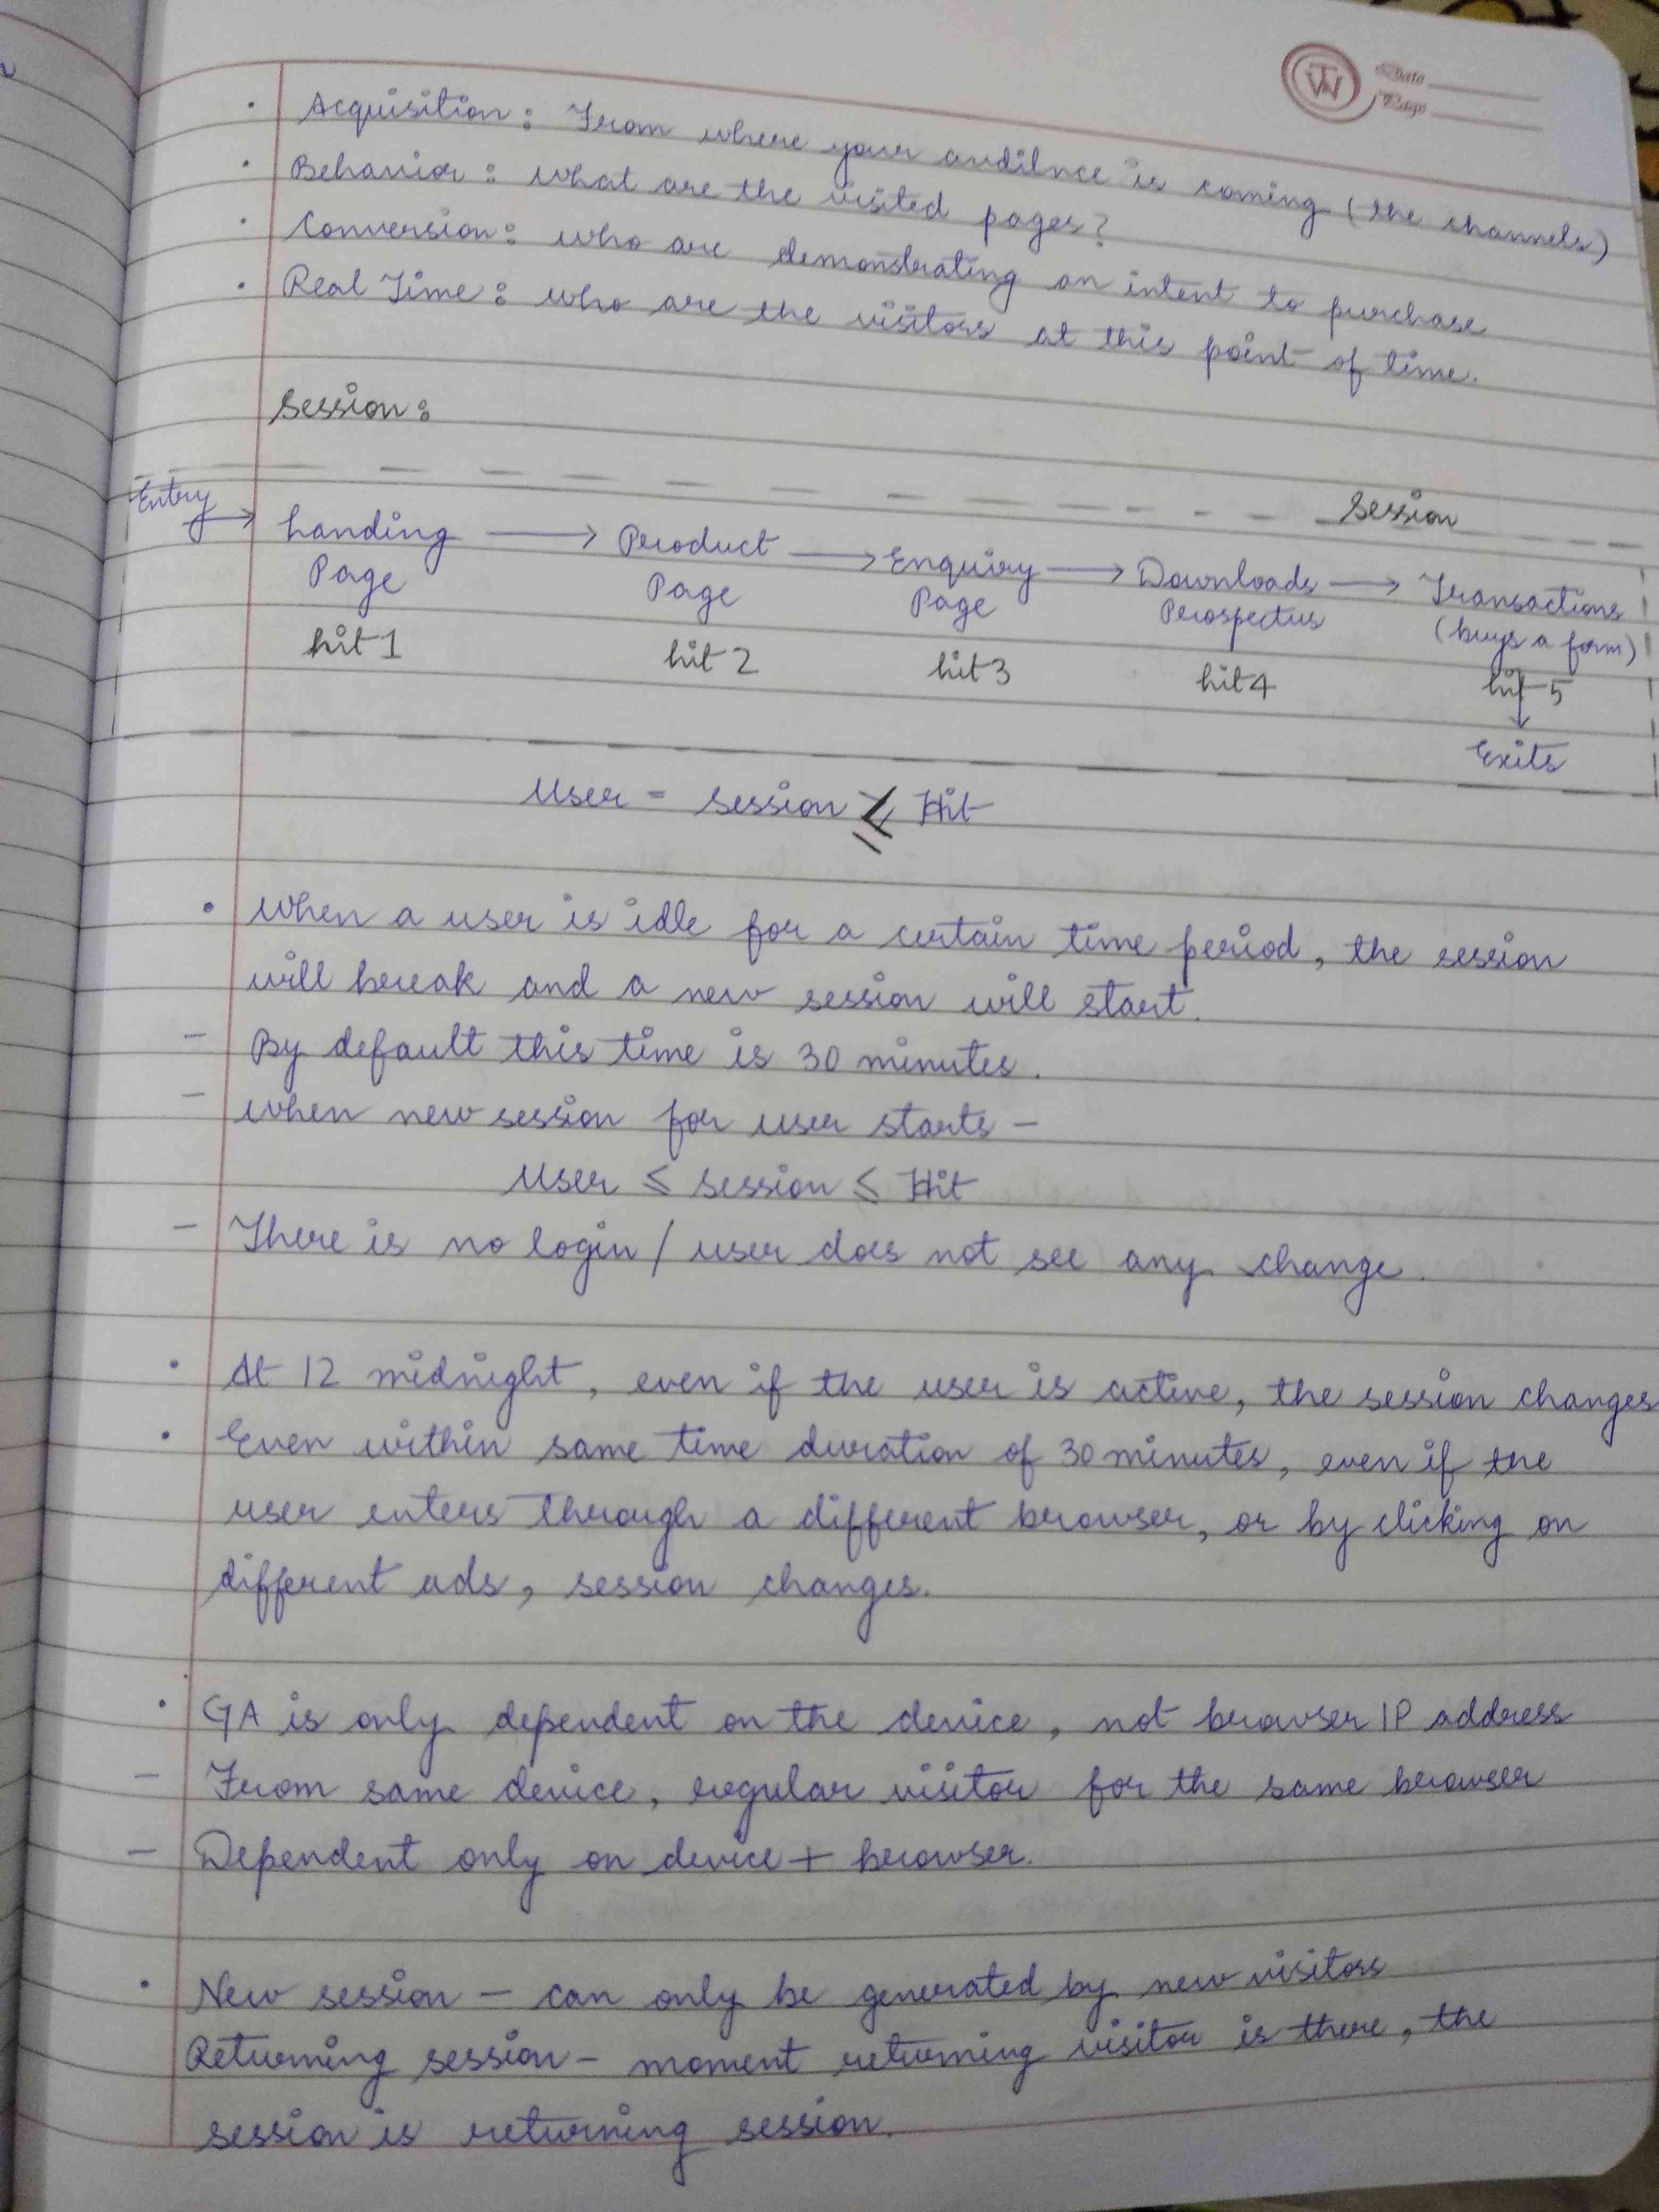 TW Date
Page
· Acquisition : From where your audience is coming (the channels)
· Behavior : what are the visited pages?
· Conversion : who are demonstrating an intent to purchase
· Real Time : who are the visitors at this point of time.
Session :
Session
Entry → Landing → Product → Enquiry → Downloads → Transactions
Page Page Page Prospectus (buys a form)
hit 1 hit 2 hit 3 hit 4 hit 5
↓
Exits
User = session ≤ Hit
• When a user is idle for a certain time period, the session
will break and a new session will start.
- By default this time is 30 minutes.
- when new session for user starts -
User ≤ session ≤ Hit
- There is no login / user does not see any change.
• At 12 midnight, even if the user is active, the session changes
• Even within same time duration of 30 minutes, even if the
user enters through a different browser, or by clicking on
different ads, session changes.
• GA is only dependent on the device, not browser IP address
- From same device, regular visitor for the same browser
- Dependent only on device + browser.
• New session - can only be generated by new visitors
Returning session - moment returning visitor is there, the
session is returning session.